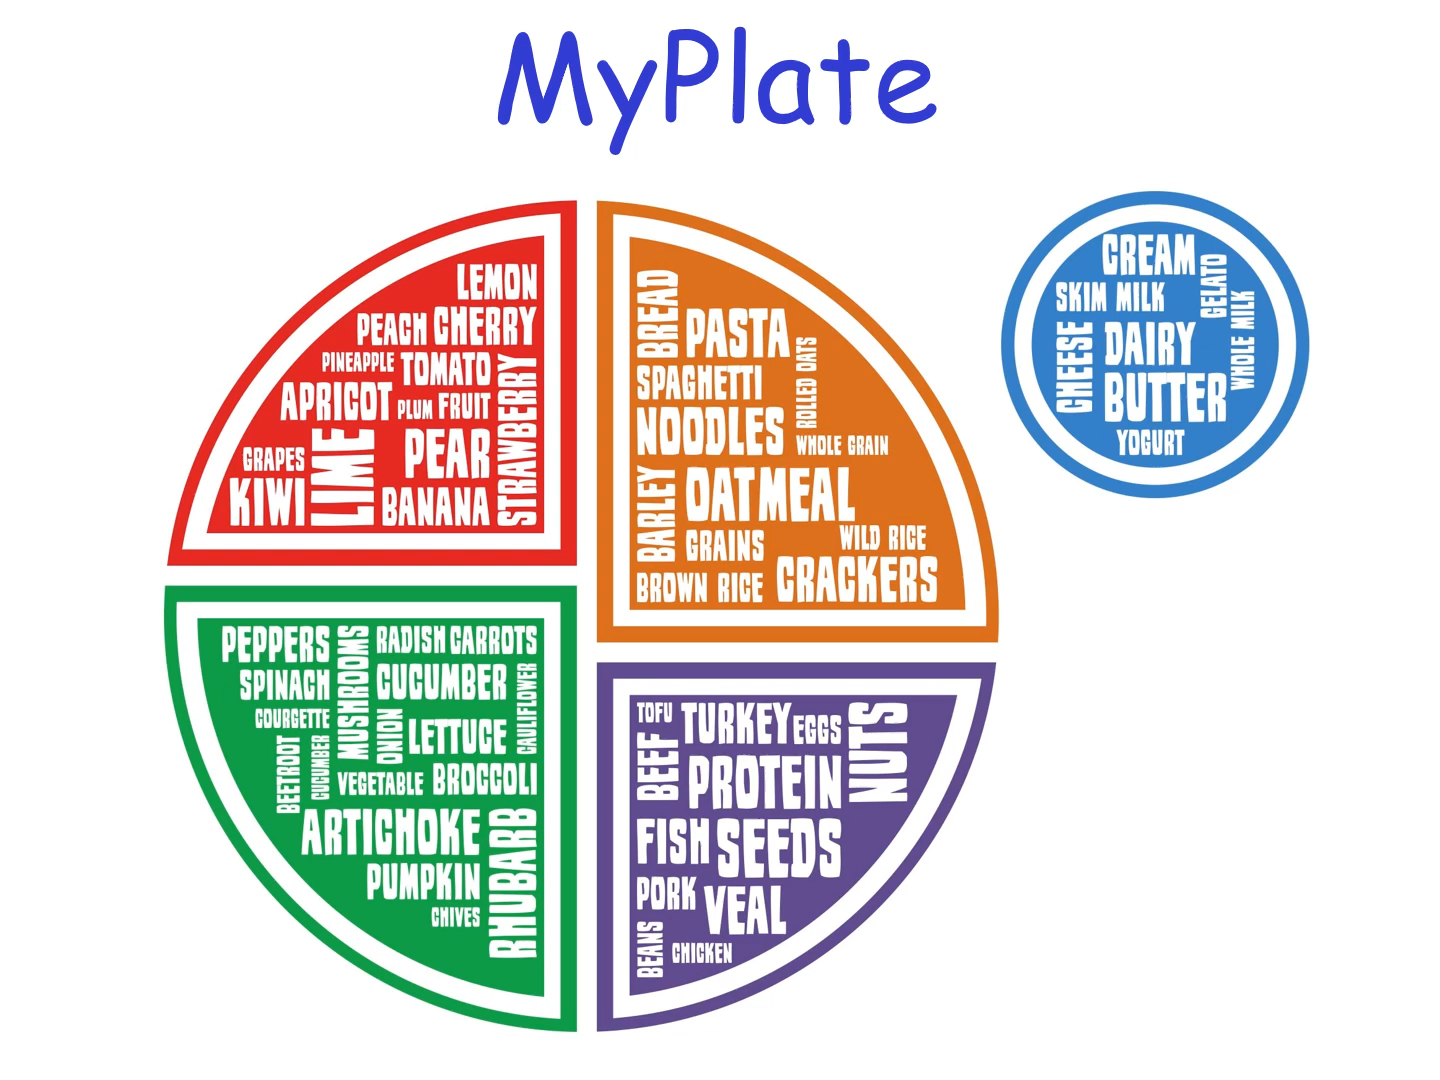 MyPlate
LEMON
PEACH CHERRY
PINEAPPLE TOMATO
APRICOT PLUM FRUIT
STRAWBERRY
GRAPES
LIME
PEAR
KIWI
BANANA
BREAD
PASTA
ROLLED OATS
SPAGHETTI
NOODLES
WHOLE GRAIN
BARLEY
OATMEAL
GRAINS
WILD RICE
BROWN RICE
CRACKERS
CREAM
GELATO
SKIM MILK
WHOLE MILK
CHEESE
DAIRY
BUTTER
YOGURT
PEPPERS
MUSHROOMS
RADISH CARROTS
SPINACH
CUCUMBER
CAULIFLOWER
COURGETTE
ONION
LETTUCE
BEETROOT
CUCUMBER
VEGETABLE BROCCOLI
ARTICHOKE
RHUBARB
PUMPKIN
CHIVES
TOFU
TURKEY EGGS
NUTS
BEEF
PROTEIN
FISH SEEDS
PORK
VEAL
BEANS
CHICKEN